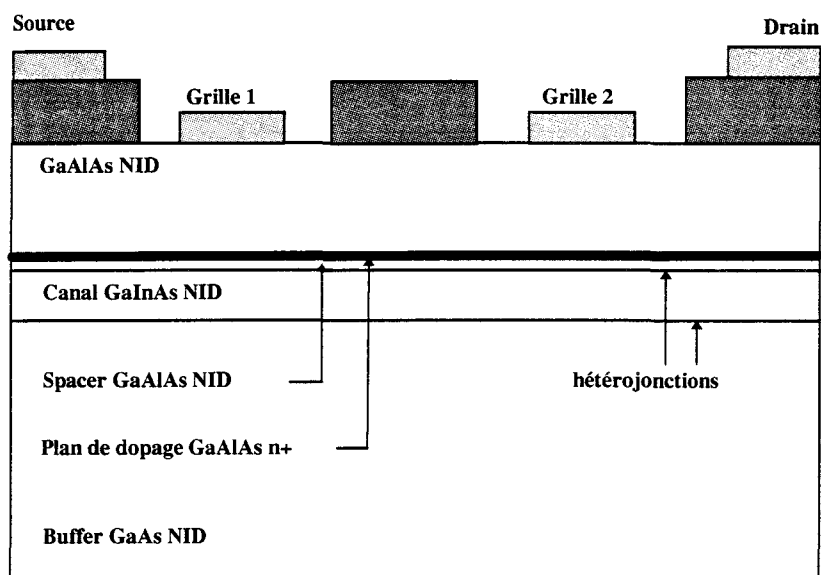 Source
Drain
Grille 1
Grille 2
GaAlAs NID
Canal GaInAs NID
Spacer GaAlAs NID
hétérojonctions
Plan de dopage GaAlAs n+
Buffer GaAs NID